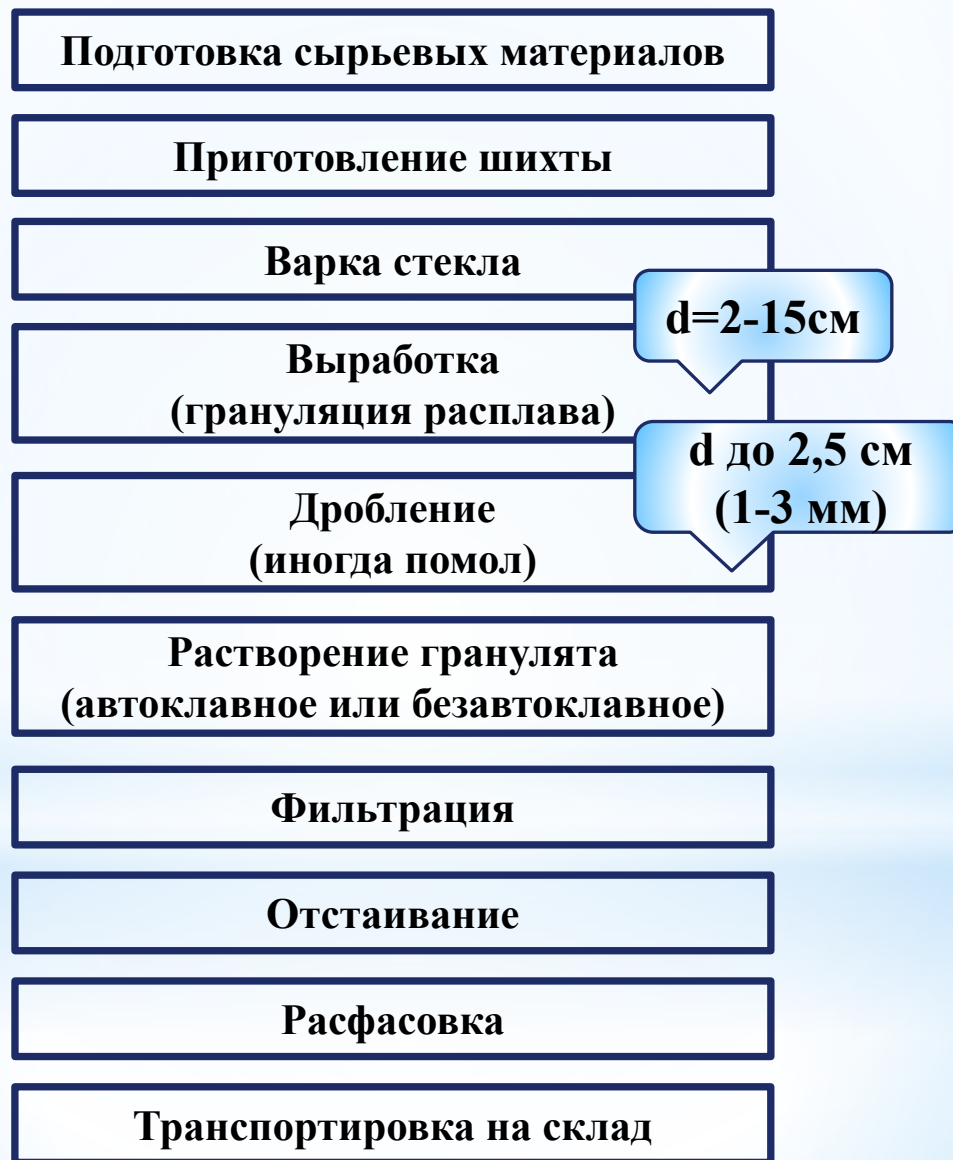 Подготовка сырьевых материалов
Приготовление шихты
Варка стекла
d=2-15см
Выработка
(грануляция расплава)
d до 2,5 см
(1-3 мм)
Дробление
(иногда помол)
Растворение гранулята
(автоклавное или безавтоклавное)
Фильтрация
Отстаивание
Расфасовка
Транспортировка на склад